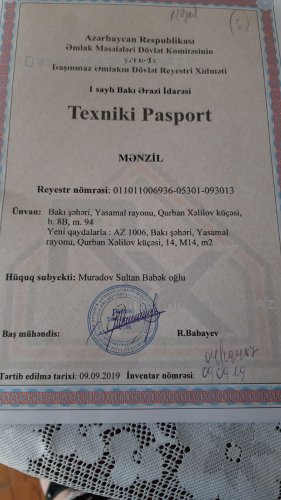 Azərbaycan Respublikası
Əmlak Məsələləri Dövlət Komitəsinin
Daşınmaz Əmlakın Dövlət Reyestri Xidməti
1 saylı Bakı Ərazi İdarəsi
Texniki Pasport
MƏNZİL
Reyestr nömrəsi: 011011006936-05301-093013
Ünvan: Bakı şəhəri, Yasamal rayonu, Qurban Xəlilov küçəsi,
b. 8B, m. 94
Yeni qaydalarla : AZ 1006, Bakı şəhəri, Yasamal
rayonu, Qurban Xəlilov küçəsi, 14, M14, m2
Hüquq subyekti: Muradov Sultan Babək oğlu
Baş mühəndis: R.Babayev
Tərtib edilmə tarixi: 09.09.2019 İnventar nömrəsi:
09.09.19